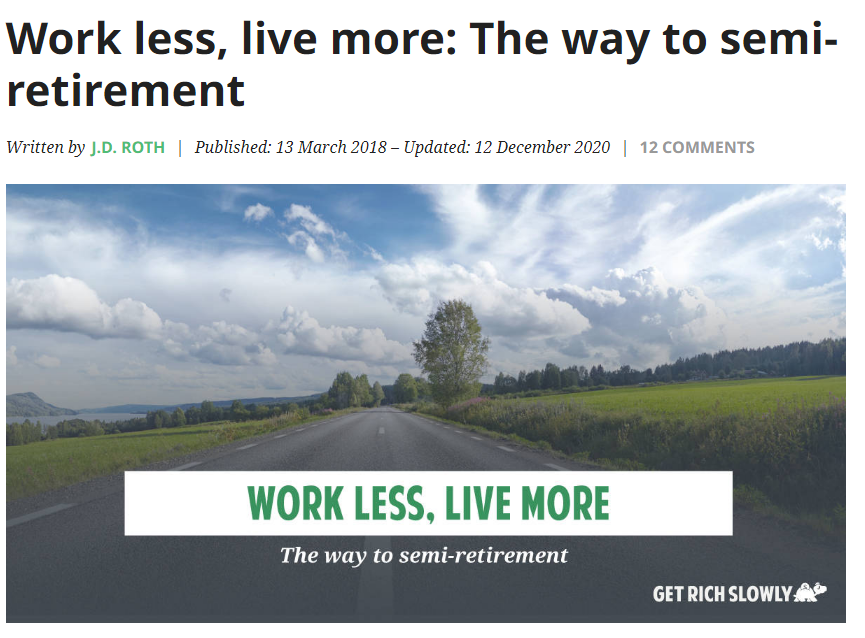 Work less, live more: The way to semi-
retirement
Written by J.D. ROTH | Published: 13 March 2018 – Updated: 12 December 2020 | 12 COMMENTS
WORK LESS, LIVE MORE
The way to semi-retirement
GET RICH SLOWLY